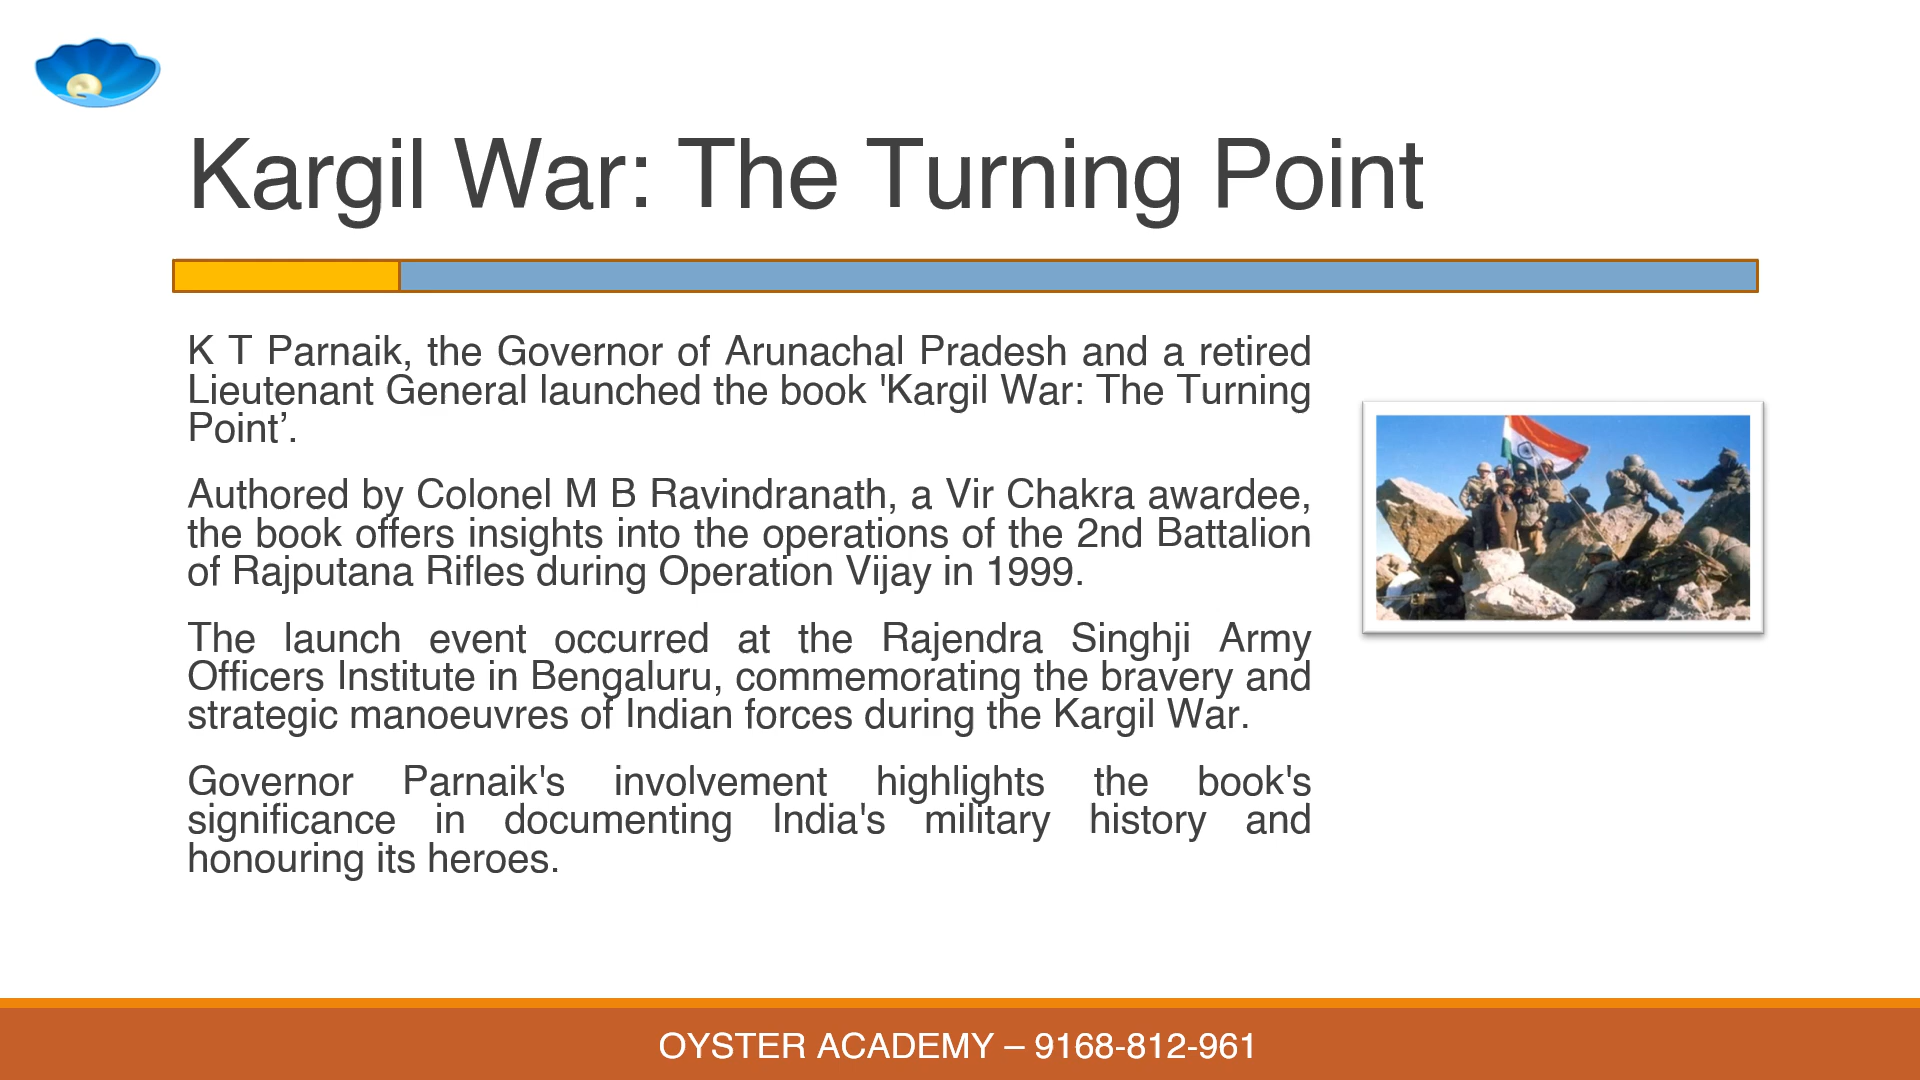 Kargil War: The Turning Point
K T Parnaik, the Governor of Arunachal Pradesh and a retired
Lieutenant General launched the book 'Kargil War: The Turning
Point’.
Authored by Colonel M B Ravindranath, a Vir Chakra awardee,
the book offers insights into the operations of the 2nd Battalion
of Rajputana Rifles during Operation Vijay in 1999.
The launch event occurred at the Rajendra Singhji Army
Officers Institute in Bengaluru, commemorating the bravery and
strategic manoeuvres of Indian forces during the Kargil War.
Governor Parnaik's involvement highlights the book's
significance in documenting India's military history and
honouring its heroes.
OYSTER ACADEMY – 9168-812-961